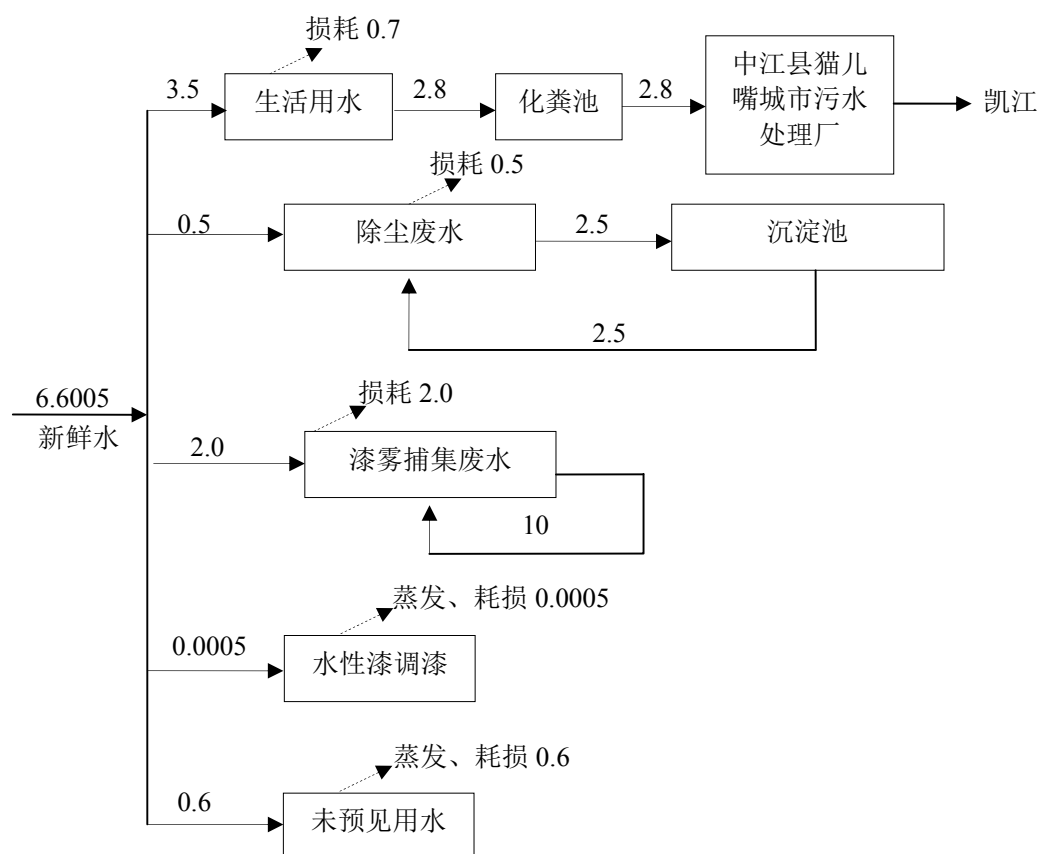 损耗 0.7
3.5
生活用水
2.8
化粪池
2.8
中江县猫儿
嘴城市污水
处理厂
凯江
损耗 0.5
0.5
除尘废水
2.5
沉淀池
2.5
6.6005
新鲜水
损耗 2.0
2.0
漆雾捕集废水
10
蒸发、耗损 0.0005
0.0005
水性漆调漆
蒸发、耗损 0.6
0.6
未预见用水